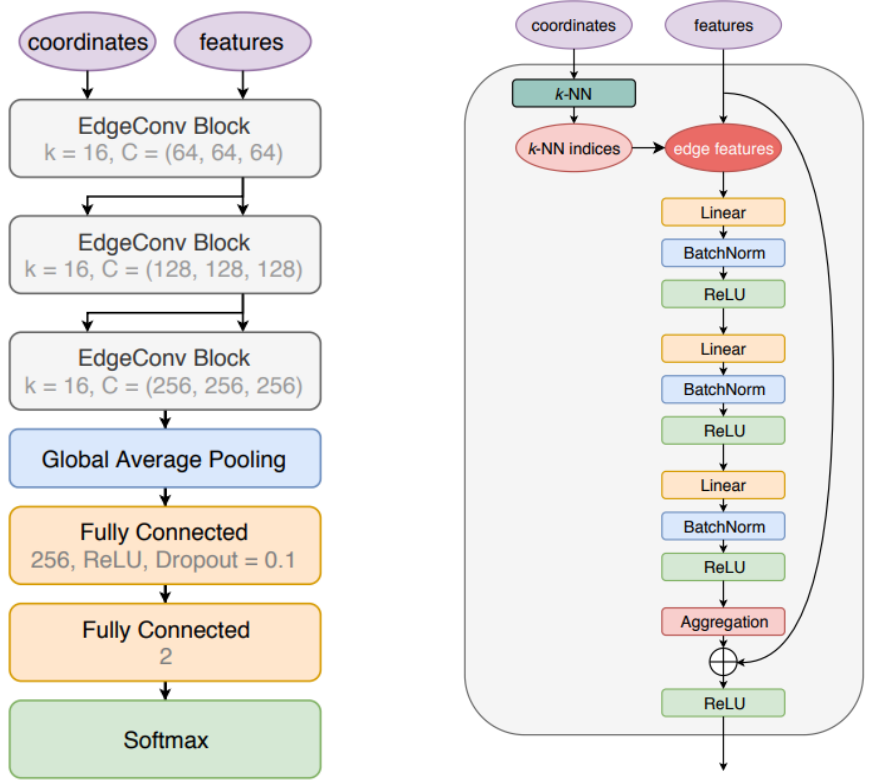 coordinates
features
EdgeConv Block
k = 16, C = (64, 64, 64)
EdgeConv Block
k = 16, C = (128, 128, 128)
EdgeConv Block
k = 16, C = (256, 256, 256)
Global Average Pooling
Fully Connected
256, ReLU, Dropout = 0.1
Fully Connected
2
Softmax
coordinates
features
k-NN
k-NN indices
edge features
Linear
BatchNorm
ReLU
Linear
BatchNorm
ReLU
Linear
BatchNorm
ReLU
Aggregation
ReLU